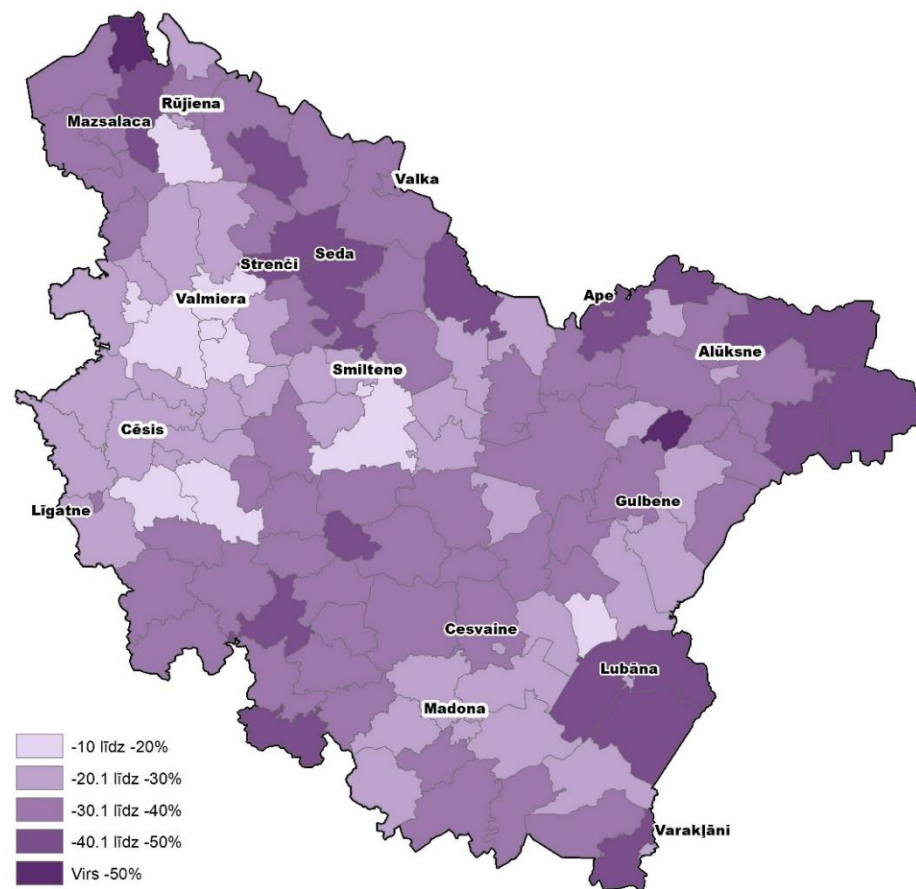 Rūjiena
Mazsalaca
Valka
Strenči
Seda
Valmiera
Ape
Alūksne
Smiltene
Cēsis
Līgatne
Gulbene
Cesvaine
Lubāna
Madona
Varakļāni
-10 līdz -20%
-20.1 līdz -30%
-30.1 līdz -40%
-40.1 līdz -50%
Virs -50%